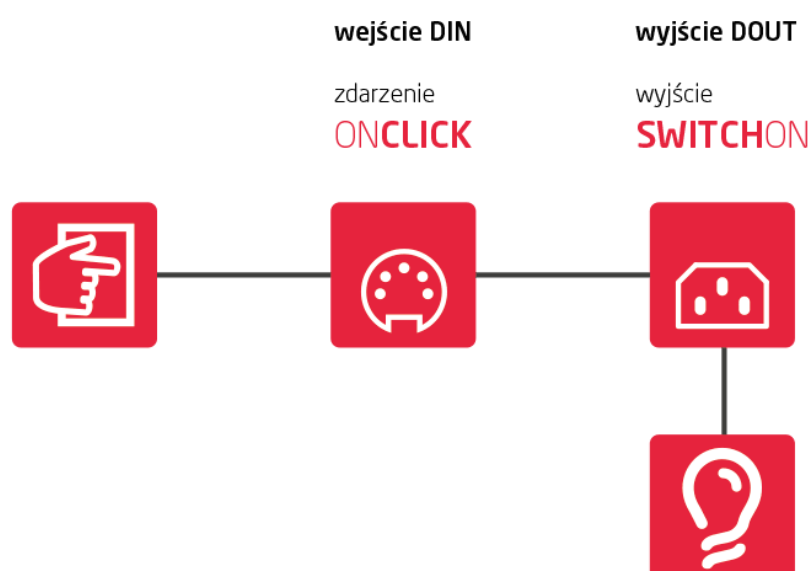 wejście DIN
zdarzenie
ONCLICK
wyjście DOUT
wyjście
SWITCHON